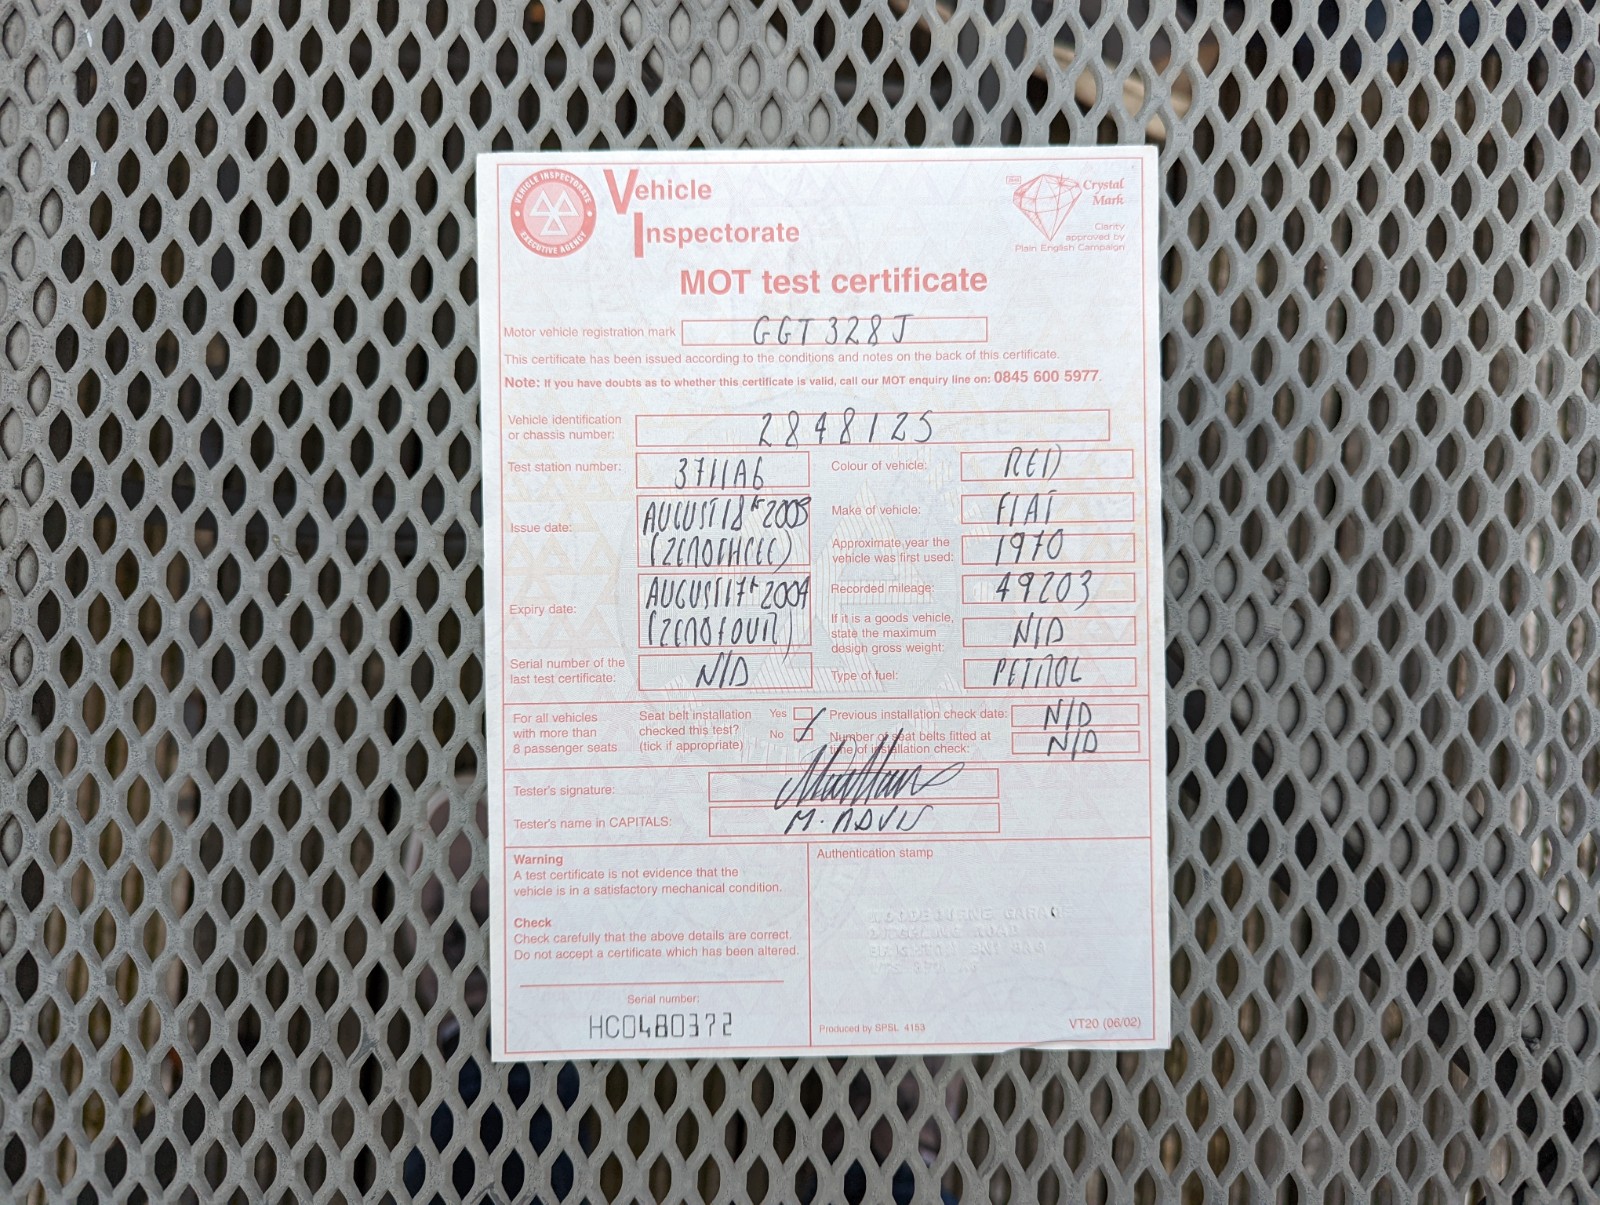 VEHICLE INSPECTORATE
EXECUTIVE AGENCY
Vehicle
Inspectorate
Crystal
Mark
Clarity
approved by
Plain English Campaign
MOT test certificate
Motor vehicle registration mark GGT 328J
This certificate has been issued according to the conditions and notes on the back of this certificate.
Note: If you have doubts as to whether this certificate is valid, call our MOT enquiry line on: 0845 600 5977.
Vehicle identification
or chassis number: 2848125
Test station number: 3711A6
Colour of vehicle: RED
Issue date: AUGUST 18th 2003
(ZERO THREE)
Make of vehicle: FIAT
Approximate year the
vehicle was first used: 1970
Expiry date: AUGUST 17th 2004
(ZERO FOUR)
Recorded mileage: 49203
If it is a goods vehicle,
state the maximum
design gross weight: N/D
Serial number of the
last test certificate: N/D
Type of fuel: PETROL
For all vehicles
with more than
8 passenger seats
Seat belt installation
checked this test?
(tick if appropriate)
Yes
No
Previous installation check date: N/D
Number of seat belts fitted at
time of installation check: N/D
Tester's signature:
Tester's name in CAPITALS: M.
Warning
A test certificate is not evidence that the
vehicle is in a satisfactory mechanical condition.
Check
Check carefully that the above details are correct.
Do not accept a certificate which has been altered.
Serial number:
HC0480372
Authentication stamp
GARAGE
ROAD
BRIGHTON BN1
Produced by SPSL 4153
VT20 (06/02)